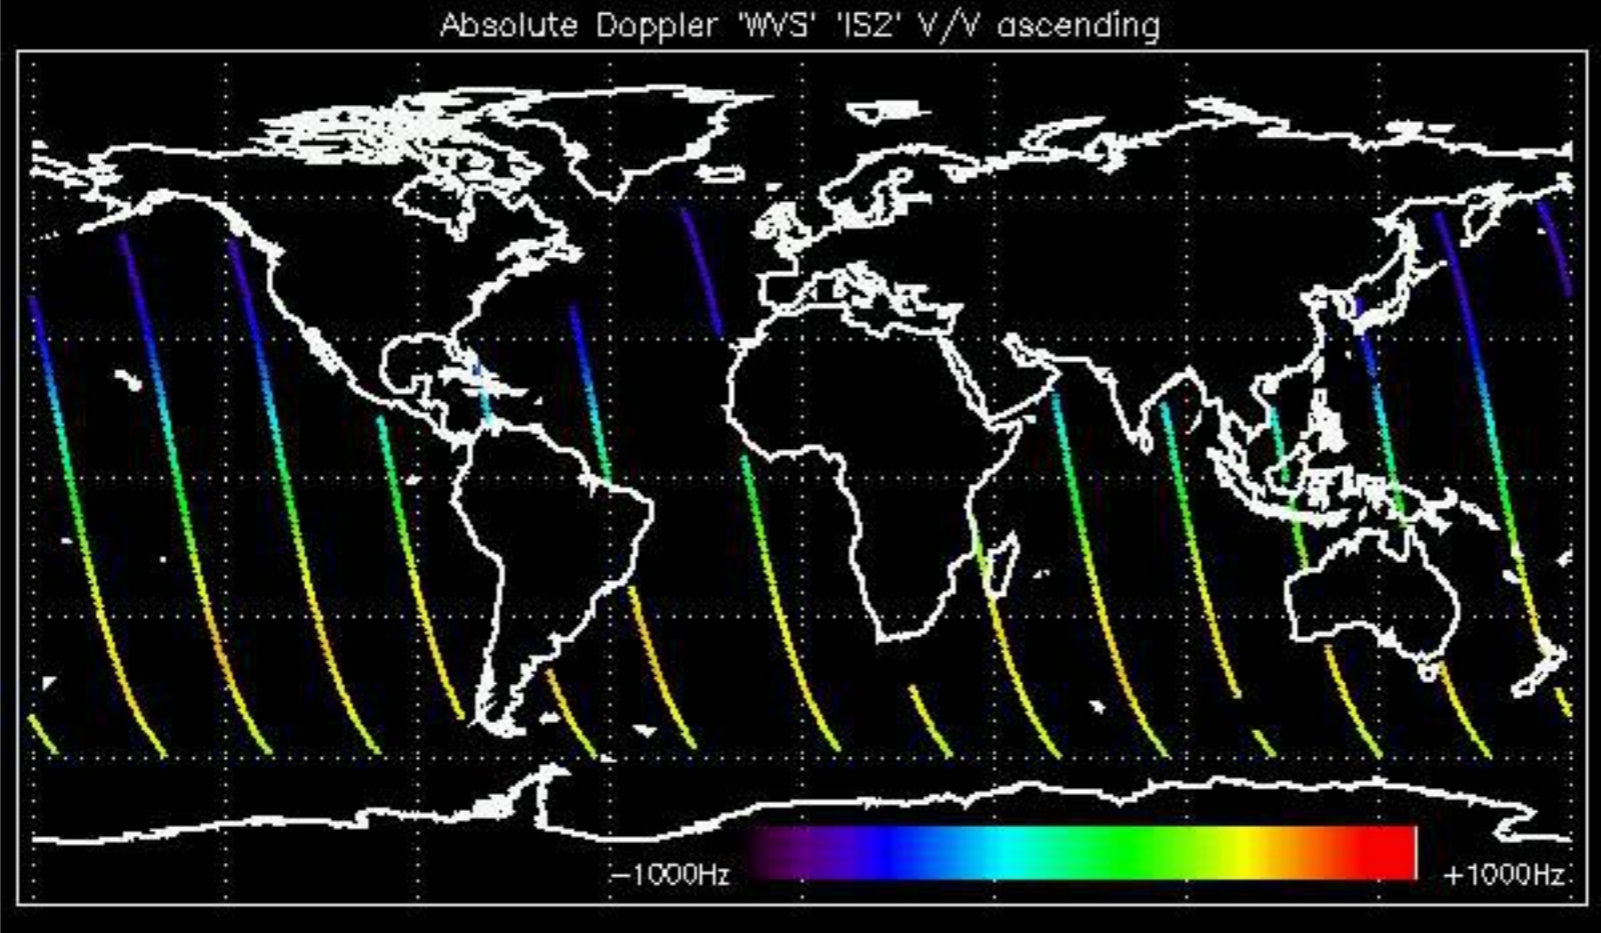 Absolute Doppler 'WVS' 'IS2' V/V ascending
−1000Hz
+1000Hz